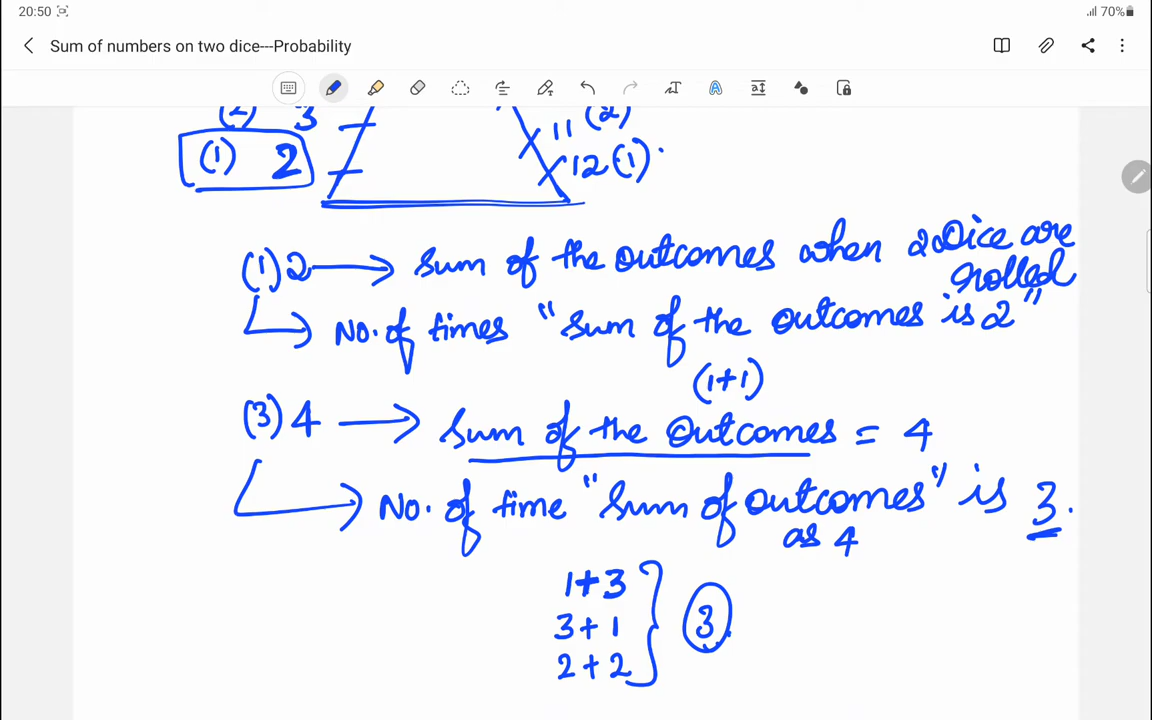 20:50 70%
Sum of numbers on two dice---Probability
(2) 3 11 (2)
(1) 2 12 (1).
(1) 2 → Sum of the outcomes when 2 Dice are
rolled
→ No. of times "Sum of the outcomes is 2"
(1+1)
(3) 4 → Sum of the Outcomes = 4
→ No. of time "Sum of outcomes" is 3.
as 4
1+3
3+1 } 3.
2+2